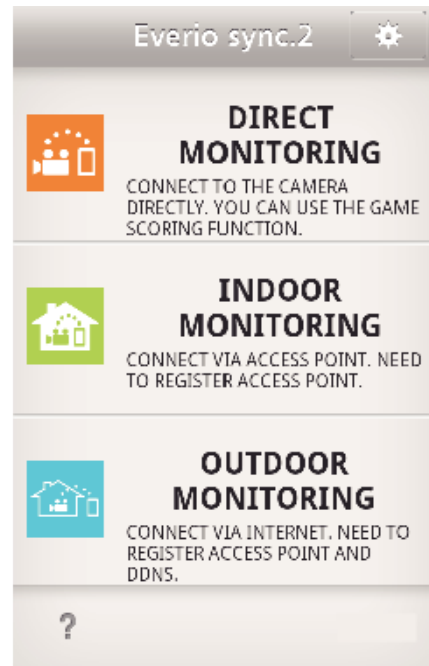 Everio sync.2
DIRECT
MONITORING
CONNECT TO THE CAMERA
DIRECTLY. YOU CAN USE THE GAME
SCORING FUNCTION.
INDOOR
MONITORING
CONNECT VIA ACCESS POINT. NEED
TO REGISTER ACCESS POINT.
OUTDOOR
MONITORING
CONNECT VIA INTERNET. NEED TO
REGISTER ACCESS POINT AND
DDNS.
?